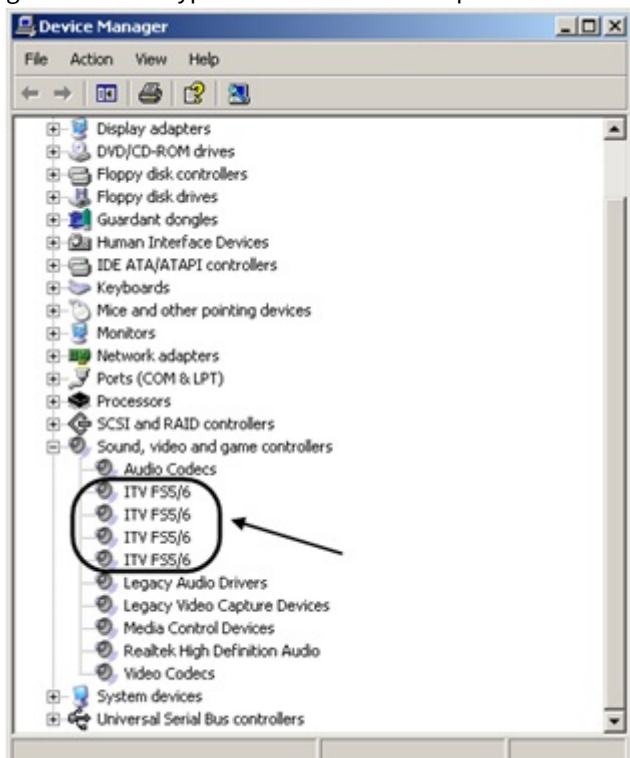 Device Manager
File Action View Help
Display adapters
DVD/CD-ROM drives
Floppy disk controllers
Floppy disk drives
Guardant dongles
Human Interface Devices
IDE ATA/ATAPI controllers
Keyboards
Mice and other pointing devices
Monitors
Network adapters
Ports (COM & LPT)
Processors
SCSI and RAID controllers
Sound, video and game controllers
Audio Codecs
ITV FS5/6
ITV FS5/6
ITV FS5/6
ITV FS5/6
Legacy Audio Drivers
Legacy Video Capture Devices
Media Control Devices
Realtek High Definition Audio
Video Codecs
System devices
Universal Serial Bus controllers